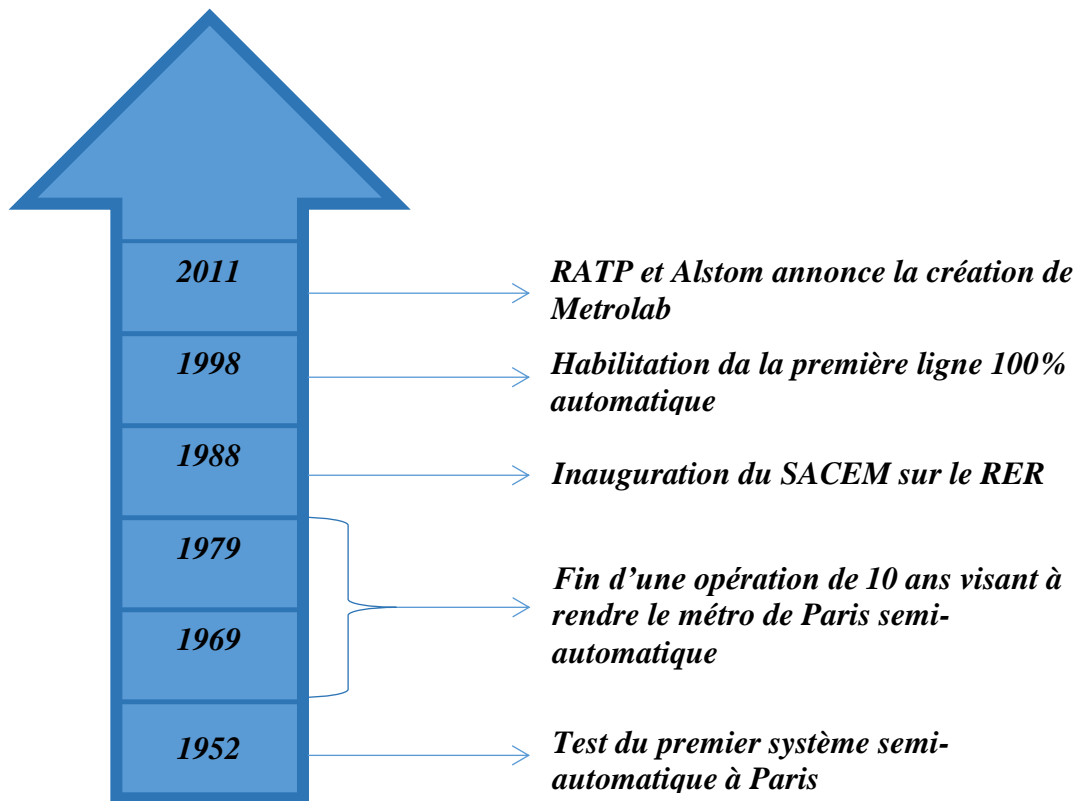 2011
RATP et Alstom annonce la création de
Metrolab
1998
Habilitation da la première ligne 100%
automatique
1988
Inauguration du SACEM sur le RER
1979
1969
Fin d’une opération de 10 ans visant à
rendre le métro de Paris semi-
automatique
1952
Test du premier système semi-
automatique à Paris